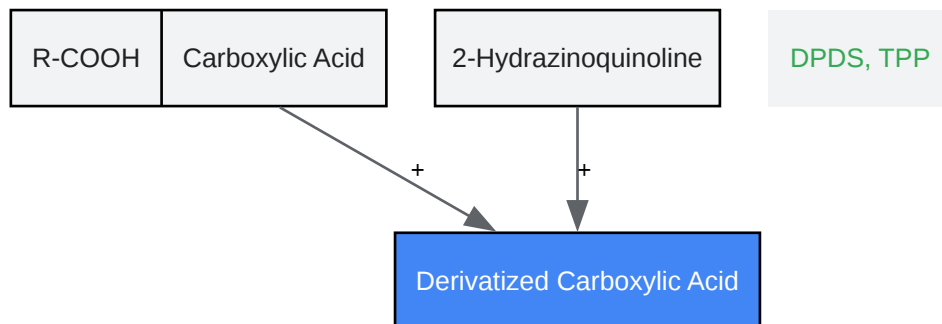 R-COOH
Carboxylic Acid
2-Hydrazinoquinoline
DPDS, TPP
+
+
Derivatized Carboxylic Acid